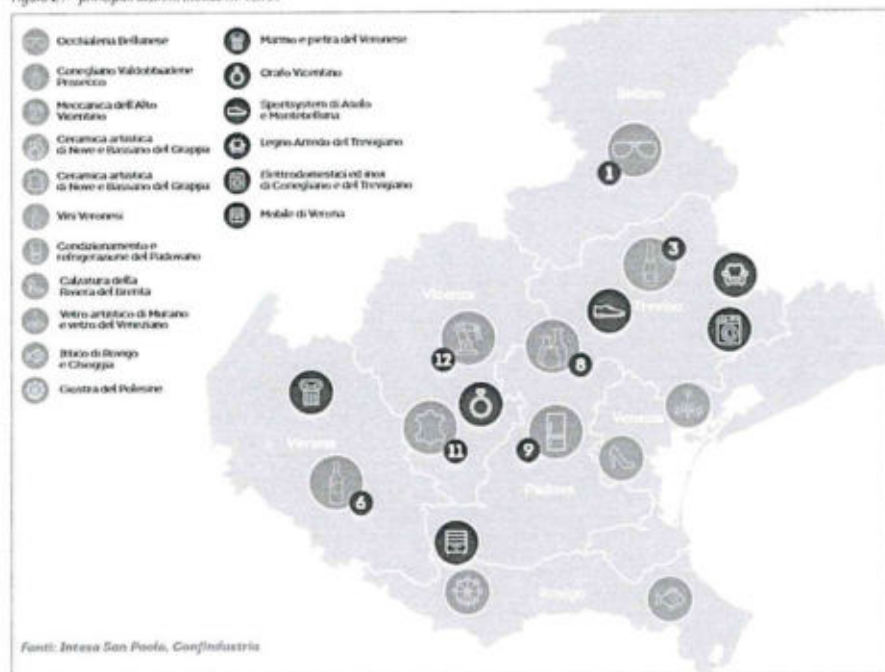 Occhialeria Bellunese
Conegliano Valdobbiadene
Prosecco
Meccanica dell'Alto
Vicentino
Ceramica artistica
di Nove e Bassano del Grappa
Ceramica artistica
di Nove e Bassano del Grappa
Vini Veronesi
Condizionamento e
refrigerazione del Padovano
Calzatura della
Riviera del Brenta
Vetro artistico di Murano
e vetro del Veneziano
Ittico di Rovigo
e Chioggia
Giostra del Polesine
Marmo e pietra del Veronese
Orafo Vicentino
Sportsystem di Asolo
e Montebelluna
Legno Arredo del Trevigiano
Elettrodomestici ed inox
di Conegliano e del Trevigiano
Mobile di Verona
Belluno
1
3
Treviso
Vicenza
12
8
Venezia
11
9
Verona
6
Padova
Rovigo
Fonti: Intesa San Paolo, Confindustria